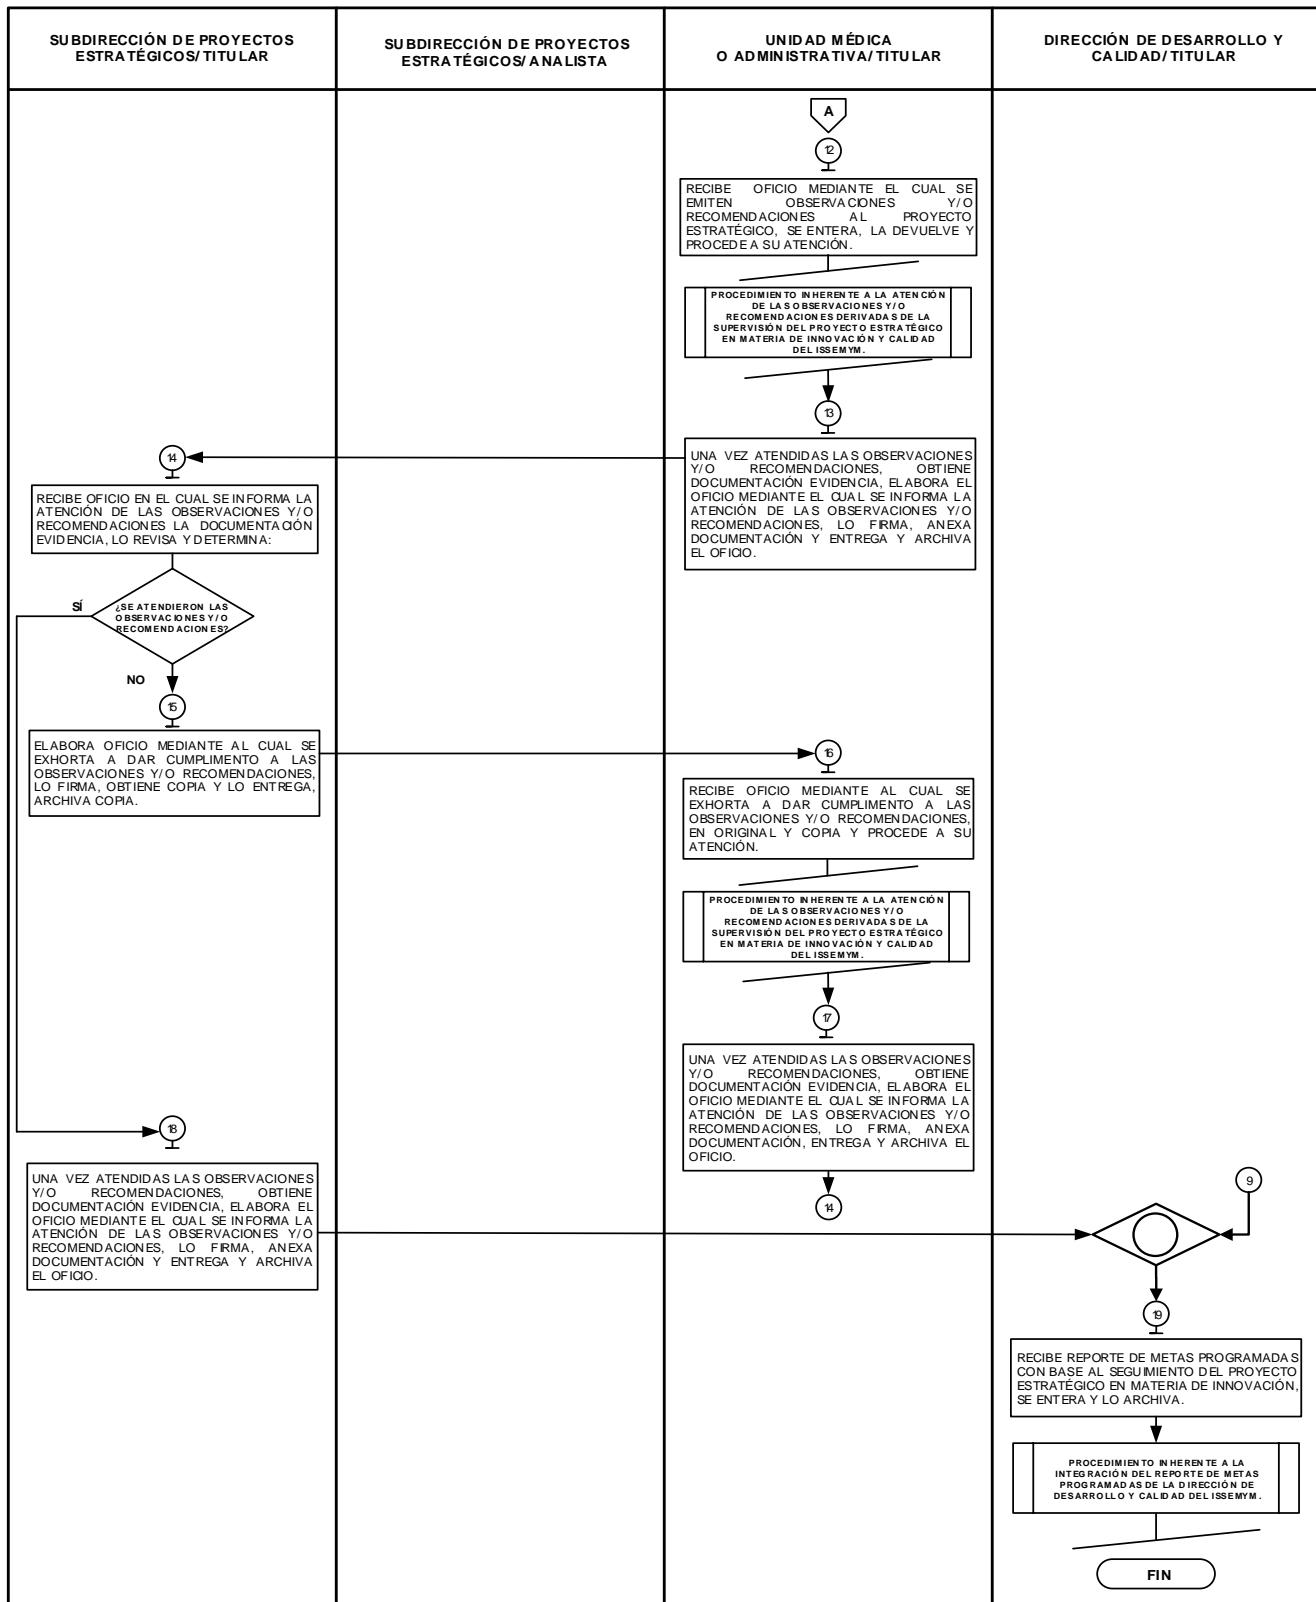 SUBDIRECCIÓN DE PROYECTOS
ESTRATÉGICOS/TITULAR
SUBDIRECCIÓN DE PROYECTOS
ESTRATÉGICOS/ANALISTA
UNIDAD MÉDICA
O ADMINISTRATIVA/TITULAR
DIRECCIÓN DE DESARROLLO Y
CALIDAD/TITULAR
A
12
RECIBE OFICIO MEDIANTE EL CUAL SE
EMITEN OBSERVACIONES Y/O
RECOMENDACIONES AL PROYECTO
ESTRATÉGICO, SE ENTERA, LA DEVUELVE Y
PROCEDE A SU ATENCIÓN.
PROCEDIMIENTO INHERENTE A LA ATENCIÓN
DE LAS OBSERVACIONES Y/O
RECOMENDACIONES DERIVADAS DE LA
SUPERVISIÓN DEL PROYECTO ESTRATÉGICO
EN MATERIA DE INNOVACIÓN Y CALIDAD
DEL ISSEMYM.
13
UNA VEZ ATENDIDAS LAS OBSERVACIONES
Y/O RECOMENDACIONES, OBTIENE
DOCUMENTACIÓN EVIDENCIA, ELABORA EL
OFICIO MEDIANTE EL CUAL SE INFORMA LA
ATENCIÓN DE LAS OBSERVACIONES Y/O
RECOMENDACIONES, LO FIRMA, ANEXA
DOCUMENTACIÓN Y ENTREGA Y ARCHIVA
EL OFICIO.
14
RECIBE OFICIO EN EL CUAL SE INFORMA LA
ATENCIÓN DE LAS OBSERVACIONES Y/O
RECOMENDACIONES LA DOCUMENTACIÓN
EVIDENCIA, LO REVISA Y DETERMINA:
SÍ
¿SE ATENDIERON LAS
OBSERVACIONES Y/O
RECOMENDACIONES?
NO
15
ELABORA OFICIO MEDIANTE AL CUAL SE
EXHORTA A DAR CUMPLIMENTO A LAS
OBSERVACIONES Y/O RECOMENDACIONES,
LO FIRMA, OBTIENE COPIA Y LO ENTREGA,
ARCHIVA COPIA.
16
RECIBE OFICIO MEDIANTE AL CUAL SE
EXHORTA A DAR CUMPLIMENTO A LAS
OBSERVACIONES Y/O RECOMENDACIONES,
EN ORIGINAL Y COPIA Y PROCEDE A SU
ATENCIÓN.
PROCEDIMIENTO INHERENTE A LA ATENCIÓN
DE LAS OBSERVACIONES Y/O
RECOMENDACIONES DERIVADAS DE LA
SUPERVISIÓN DEL PROYECTO ESTRATÉGICO
EN MATERIA DE INNOVACIÓN Y CALIDAD
DEL ISSEMYM.
17
UNA VEZ ATENDIDAS LAS OBSERVACIONES
Y/O RECOMENDACIONES, OBTIENE
DOCUMENTACIÓN EVIDENCIA, ELABORA EL
OFICIO MEDIANTE EL CUAL SE INFORMA LA
ATENCIÓN DE LAS OBSERVACIONES Y/O
RECOMENDACIONES, LO FIRMA, ANEXA
DOCUMENTACIÓN, ENTREGA Y ARCHIVA EL
OFICIO.
14
18
UNA VEZ ATENDIDAS LAS OBSERVACIONES
Y/O RECOMENDACIONES, OBTIENE
DOCUMENTACIÓN EVIDENCIA, ELABORA EL
OFICIO MEDIANTE EL CUAL SE INFORMA LA
ATENCIÓN DE LAS OBSERVACIONES Y/O
RECOMENDACIONES, LO FIRMA, ANEXA
DOCUMENTACIÓN Y ENTREGA Y ARCHIVA
EL OFICIO.
9
19
RECIBE REPORTE DE METAS PROGRAMADAS
CON BASE AL SEGUIMIENTO DEL PROYECTO
ESTRATÉGICO EN MATERIA DE INNOVACIÓN,
SE ENTERA Y LO ARCHIVA.
PROCEDIMIENTO INHERENTE A LA
INTEGRACIÓN DEL REPORTE DE METAS
PROGRAMADAS DE LA DIRECCIÓN DE
DESARROLLO Y CALIDAD DEL ISSEMYM.
FIN